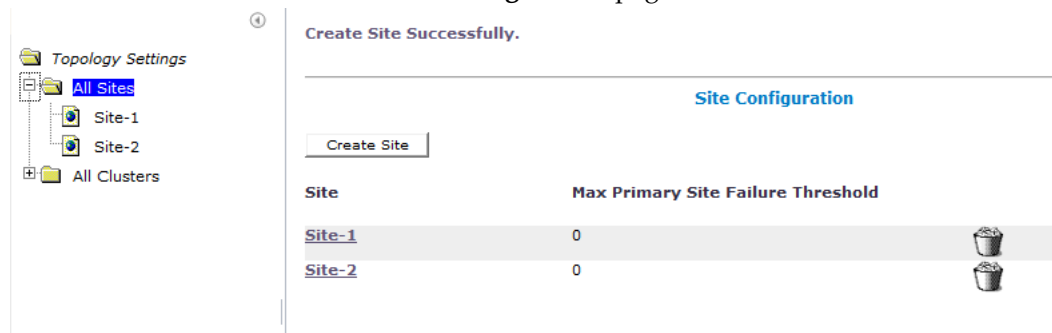 Topology Settings
All Sites
Site-1
Site-2
All Clusters
Create Site Successfully.
Site Configuration
Create Site
Site Max Primary Site Failure Threshold
Site-1 0
Site-2 0